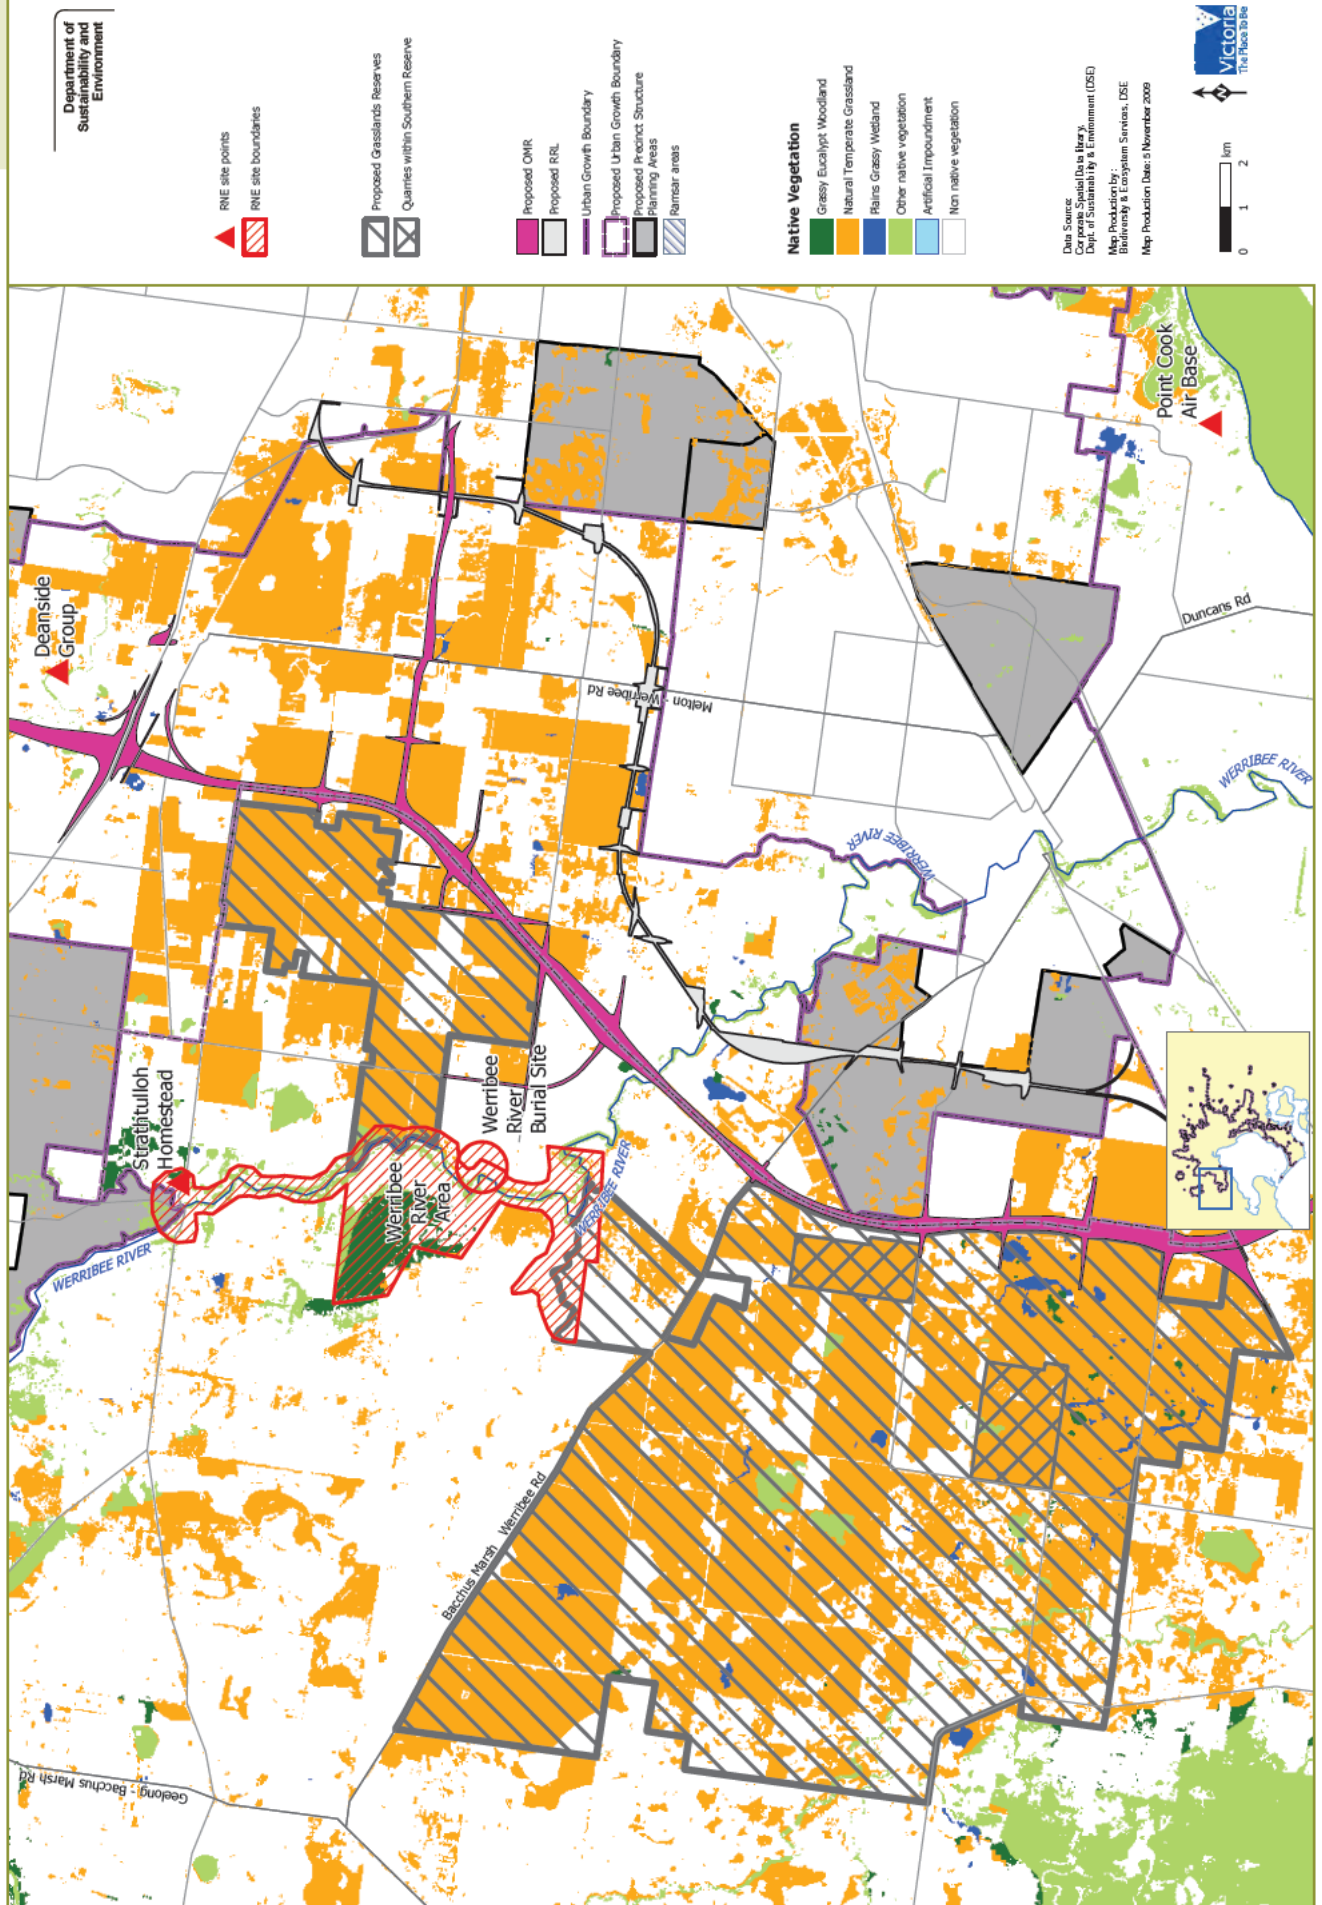 Department of
Sustainability and
Environment
RNE site points
RNE site boundaries
Proposed Grasslands Reserves
Quarries within Southern Reserve
Proposed OMR
Proposed RRL
Urban Growth Boundary
Proposed Urban Growth Boundary
Proposed Precinct Structure
Planning Areas
Ramsar areas
Native Vegetation
Grassy Eucalypt Woodland
Natural Temperate Grassland
Plains Grassy Wetland
Other native vegetation
Artificial Impoundment
Non native vegetation
Data Source:
Corporate Spatial Data library,
Dept. of Sustainability & Environment (DSE)
Map Production by:
Biodiversity & Ecosystem Services, DSE
Map Production Date: 5 November 2009
0 1 2
km
N
Victoria
The Place To Be
Deanside
Group
Strathtulloh
Homestead
WERRIBEE RIVER
Werribee
River
Area
Werribee
River
Burial Site
WERRIBEE RIVER
Melton - Werribee Rd
WERRIBEE RIVER
WERRIBEE RIVER
WERRIBEE RIVER
Duncans Rd
Point Cook
Air Base
Bacchus Marsh Werribee Rd
Geelong - Bacchus Marsh Rd